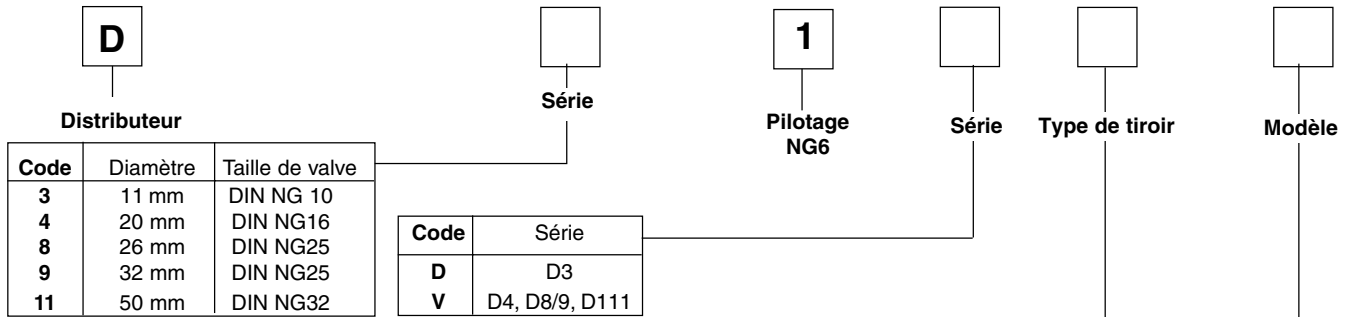 D
1
Distributeur
Série
Pilotage
NG6
Série
Type de tiroir
Modèle
Code Diamètre Taille de valve
3 11 mm DIN NG 10
4 20 mm DIN NG16
8 26 mm DIN NG25
9 32 mm DIN NG25
11 50 mm DIN NG32
Code Série
D D3
V D4, D8/9, D111